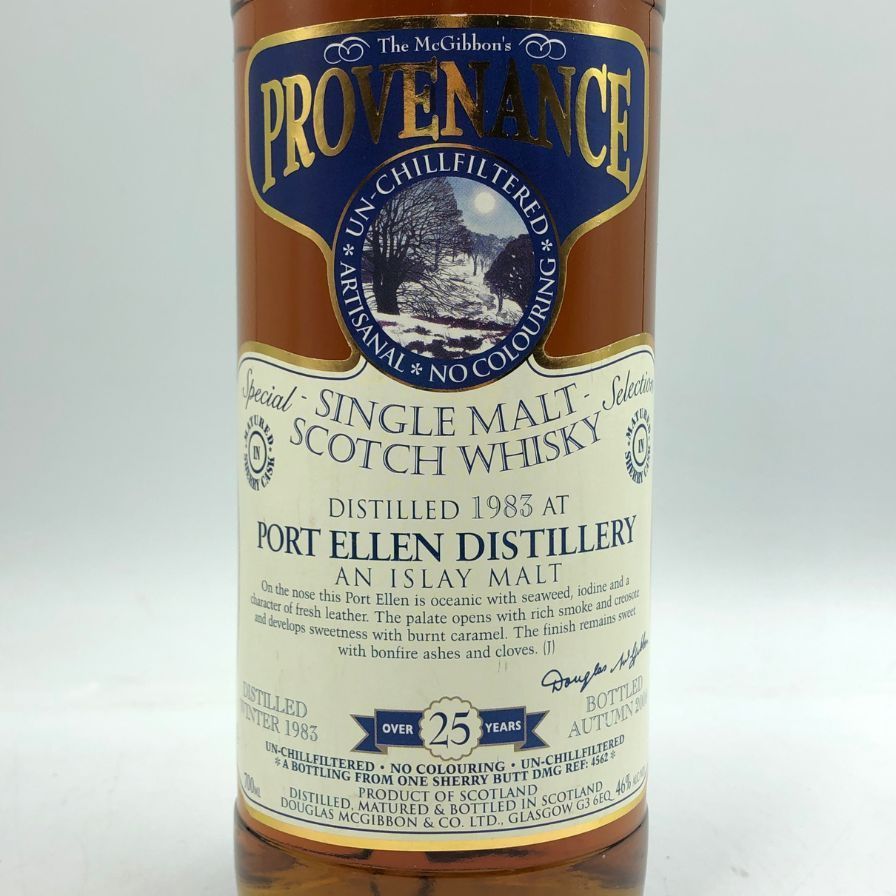 The McGibbon's
PROVENANCE
UN-CHILLFILTERED
* ARTISANAL * NO COLOURING *
Special - SINGLE MALT - Selection
SCOTCH WHISKY
MATURED IN SHERRY CASK
MATURED IN SHERRY CASK
DISTILLED 1983 AT
PORT ELLEN DISTILLERY
AN ISLAY MALT
On the nose this Port Ellen is oceanic with seaweed, iodine and a
character of fresh leather. The palate opens with rich smoke and creosote
and develops sweetness with burnt caramel. The finish remains sweet
with bonfire ashes and cloves. (J)
Douglas McGibbon
DISTILLED
WINTER 1983
OVER 25 YEARS
BOTTLED
AUTUMN
UN-CHILLFILTERED • NO COLOURING • UN-CHILLFILTERED
* A BOTTLING FROM ONE SHERRY BUTT DMG REF: 4562 *
PRODUCT OF SCOTLAND
700ML
DISTILLED, MATURED & BOTTLED IN SCOTLAND
46%
DOUGLAS MCGIBBON & CO. LTD., GLASGOW G3 6EQ